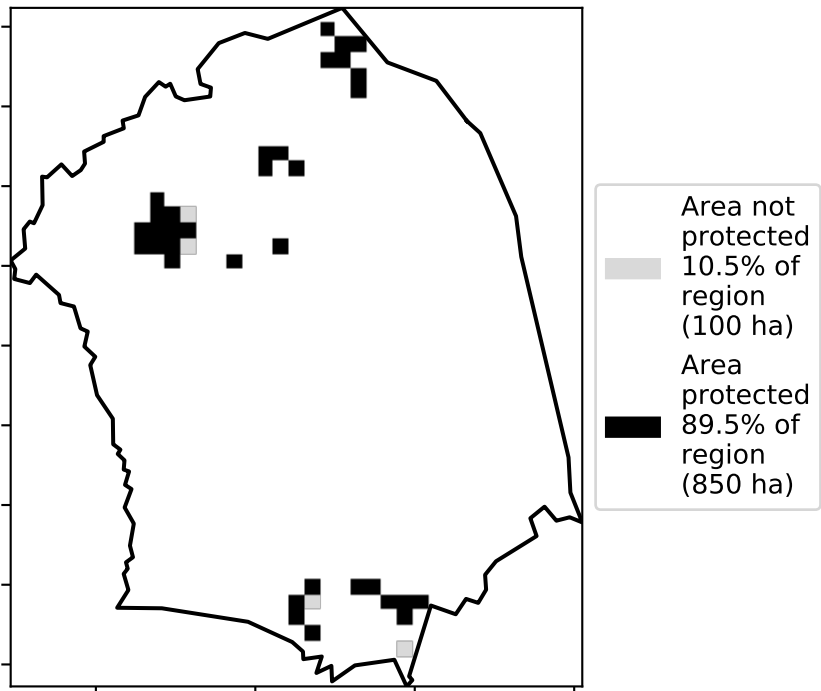 Area not
protected
10.5% of
region
(100 ha)
Area
protected
89.5% of
region
(850 ha)